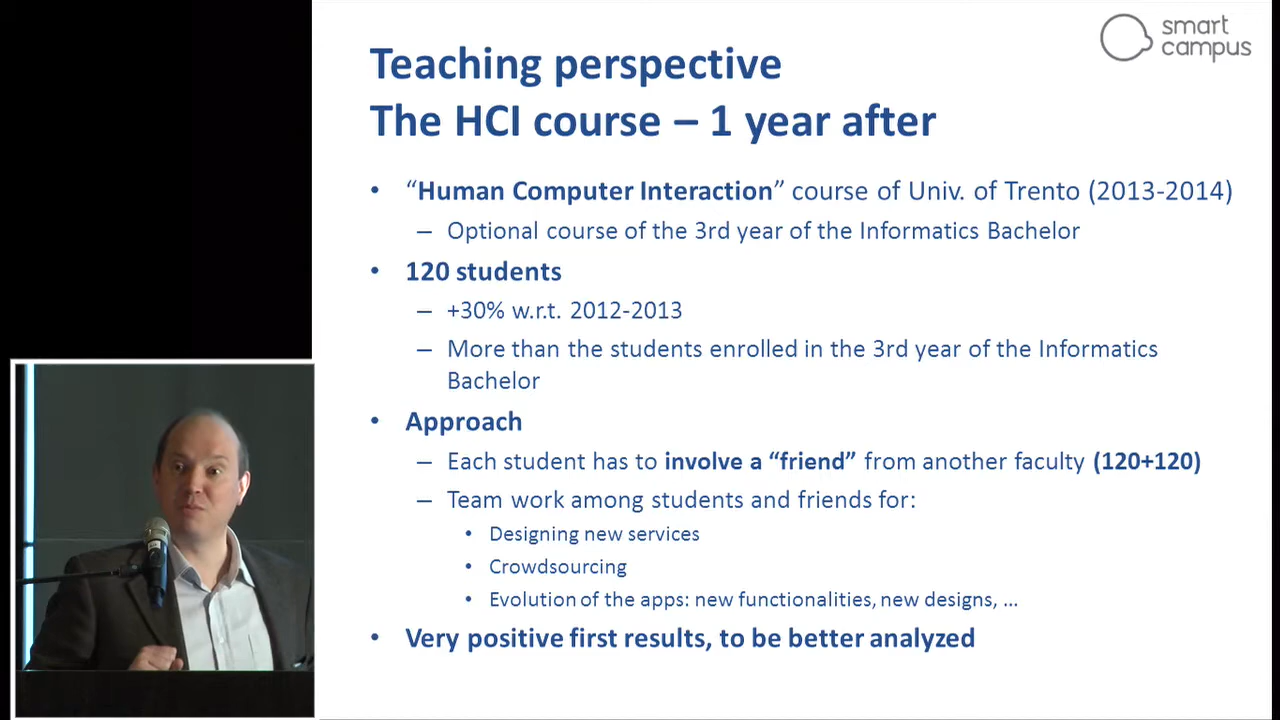 smart
campus
Teaching perspective
The HCI course – 1 year after
• “Human Computer Interaction” course of Univ. of Trento (2013-2014)
– Optional course of the 3rd year of the Informatics Bachelor
• 120 students
– +30% w.r.t. 2012-2013
– More than the students enrolled in the 3rd year of the Informatics
Bachelor
• Approach
– Each student has to involve a “friend” from another faculty (120+120)
– Team work among students and friends for:
• Designing new services
• Crowdsourcing
• Evolution of the apps: new functionalities, new designs, ...
• Very positive first results, to be better analyzed